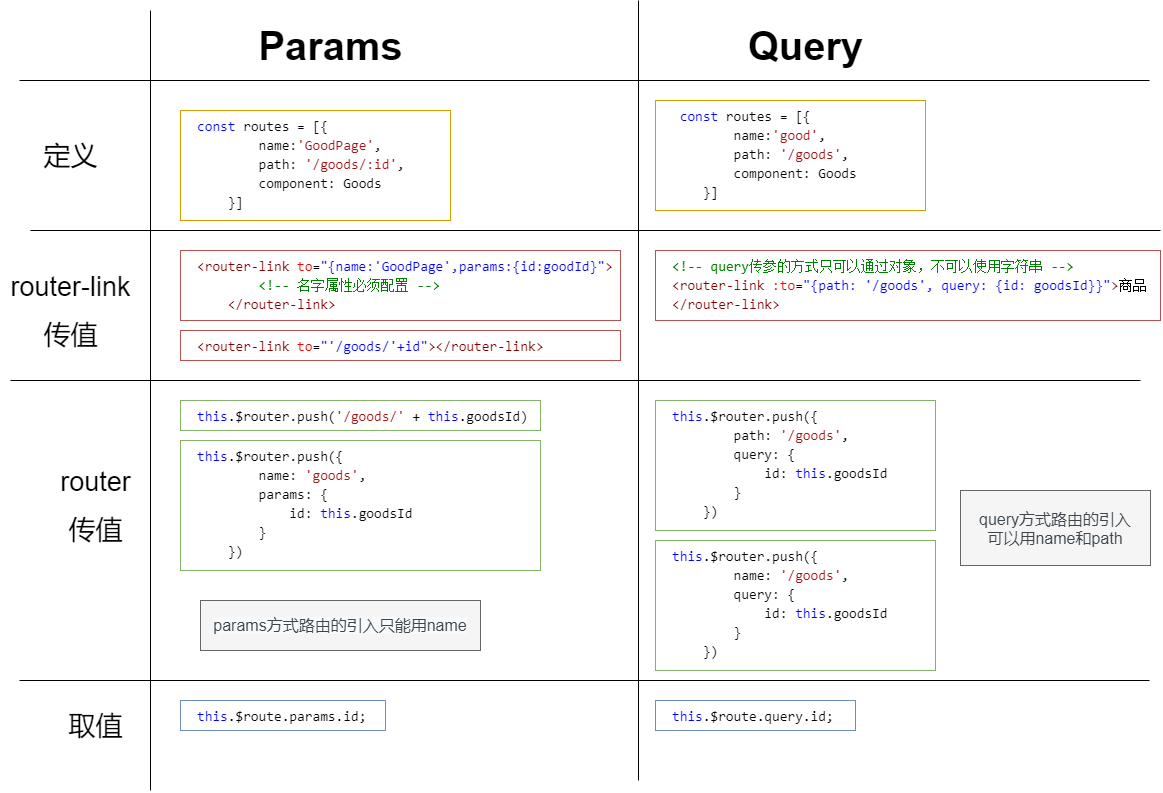 Params
Query
定义
const routes = [{
name:'GoodPage',
path: '/goods/:id',
component: Goods
}]
const routes = [{
name:'good',
path: '/goods',
component: Goods
}]
router-link
传值
<router-link to="{name:'GoodPage',params:{id:goodId}">
<!-- 名字属性必须配置 -->
</router-link>
<router-link to="'/goods/'+id"></router-link>
<!-- query传参的方式只可以通过对象，不可以使用字符串 -->
<router-link :to="{path: '/goods', query: {id: goodsId}}">商品
</router-link>
router
传值
this.$router.push('/goods/' + this.goodsId)
this.$router.push({
name: 'goods',
params: {
id: this.goodsId
}
})
params方式路由的引入只能用name
this.$router.push({
path: '/goods',
query: {
id: this.goodsId
}
})
this.$router.push({
name: '/goods',
query: {
id: this.goodsId
}
})
query方式路由的引入
可以用name和path
取值
this.$route.params.id;
this.$route.query.id;